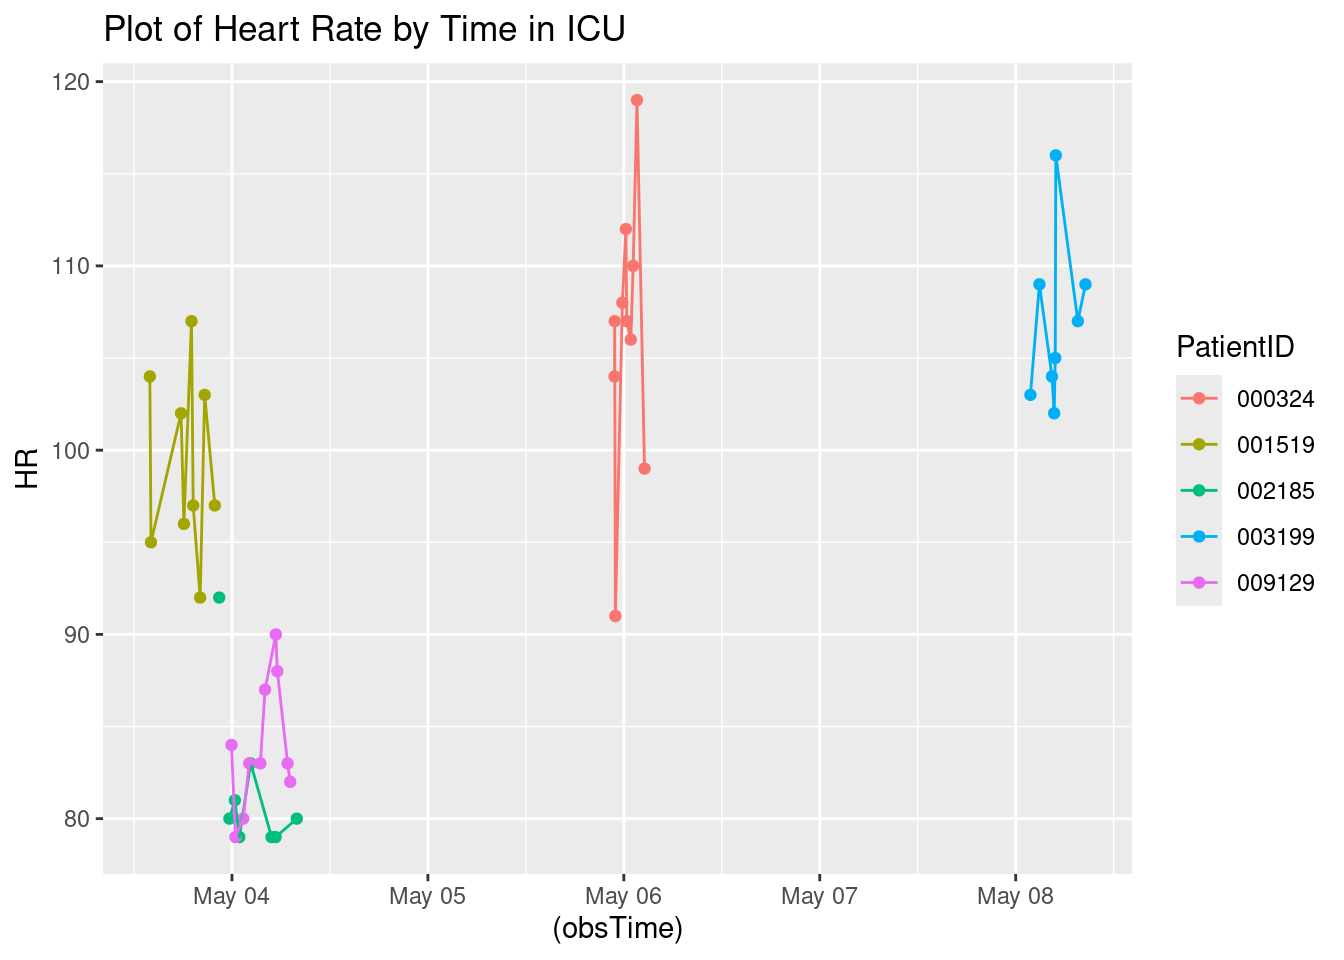 Plot of Heart Rate by Time in ICU
120
110
100
90
80
HR
May 04
May 05
May 06
May 07
May 08
(obsTime)
PatientID
000324
001519
002185
003199
009129